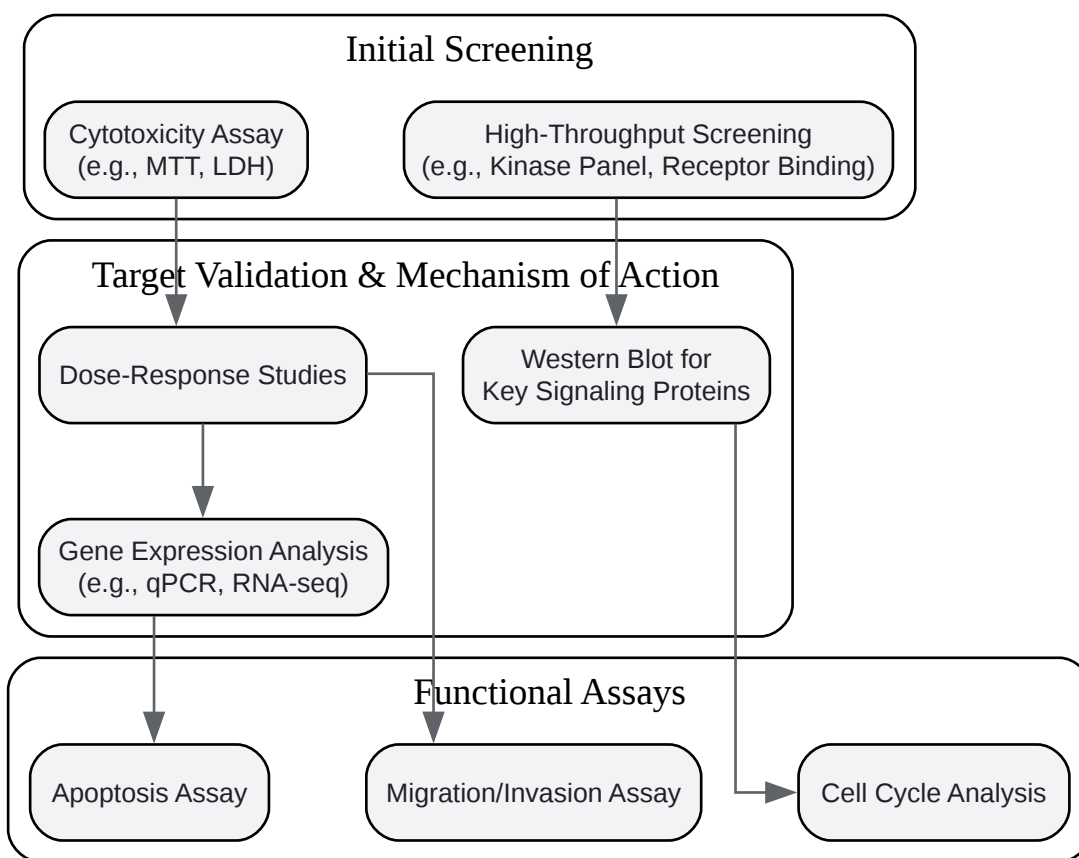 Initial Screening
Cytotoxicity Assay
(e.g., MTT, LDH)
High-Throughput Screening
(e.g., Kinase Panel, Receptor Binding)
Target Validation & Mechanism of Action
Dose-Response Studies
Western Blot for
Key Signaling Proteins
Gene Expression Analysis
(e.g., qPCR, RNA-seq)
Functional Assays
Apoptosis Assay
Migration/Invasion Assay
Cell Cycle Analysis